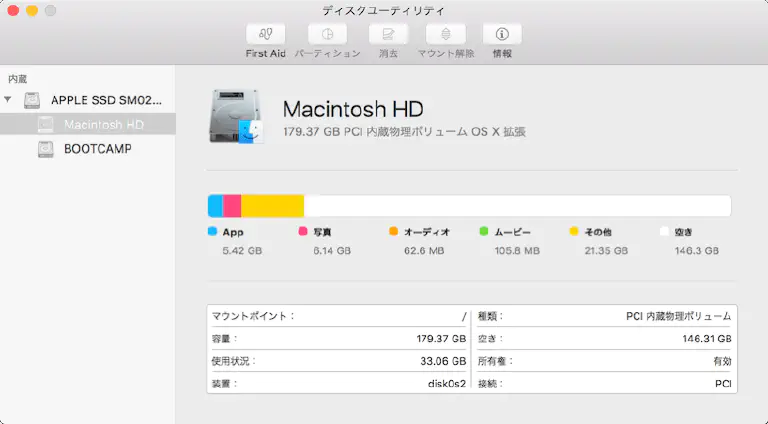 ディスクユーティリティ
First Aid パーティション 消去 マウント解除 情報
内蔵
APPLE SSD SM02...
Macintosh HD
BOOTCAMP
Macintosh HD
179.37 GB PCI 内蔵物理ボリューム OS X 拡張
App 写真 オーディオ ムービー その他 空き
5.42 GB 6.14 GB 62.6 MB 105.8 MB 21.35 GB 146.3 GB
マウントポイント： / 種類： PCI 内蔵物理ボリューム
容量： 179.37 GB 空き： 146.31 GB
使用状況： 33.06 GB 所有権： 有効
装置： disk0s2 接続： PCI